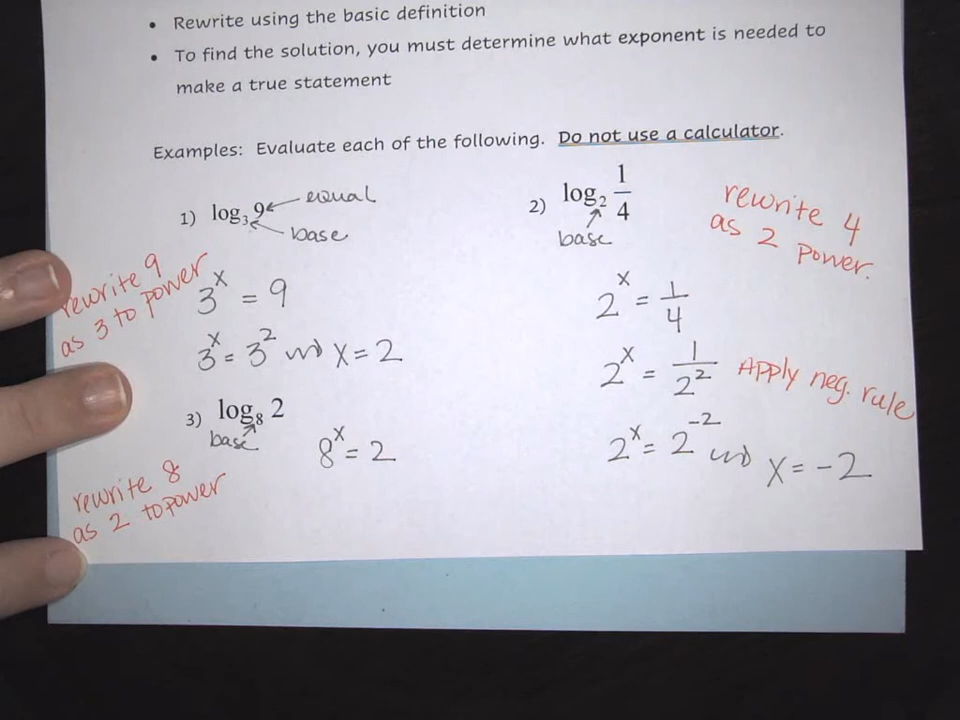 • Rewrite using the basic definition
• To find the solution, you must determine what exponent is needed to
make a true statement
Examples: Evaluate each of the following. Do not use a calculator.
1) log₃ 9 ← equal
base
rewrite 9
as 3 to power
3ˣ = 9
3ˣ = 3² ⇝ x = 2
2) log₂ 1/4
base
rewrite 4
as 2 power.
2ˣ = 1/4
2ˣ = 1/2² Apply neg. rule
2ˣ = 2⁻² ⇝ x = -2
3) log₈ 2
base
8ˣ = 2
rewrite 8
as 2 to power